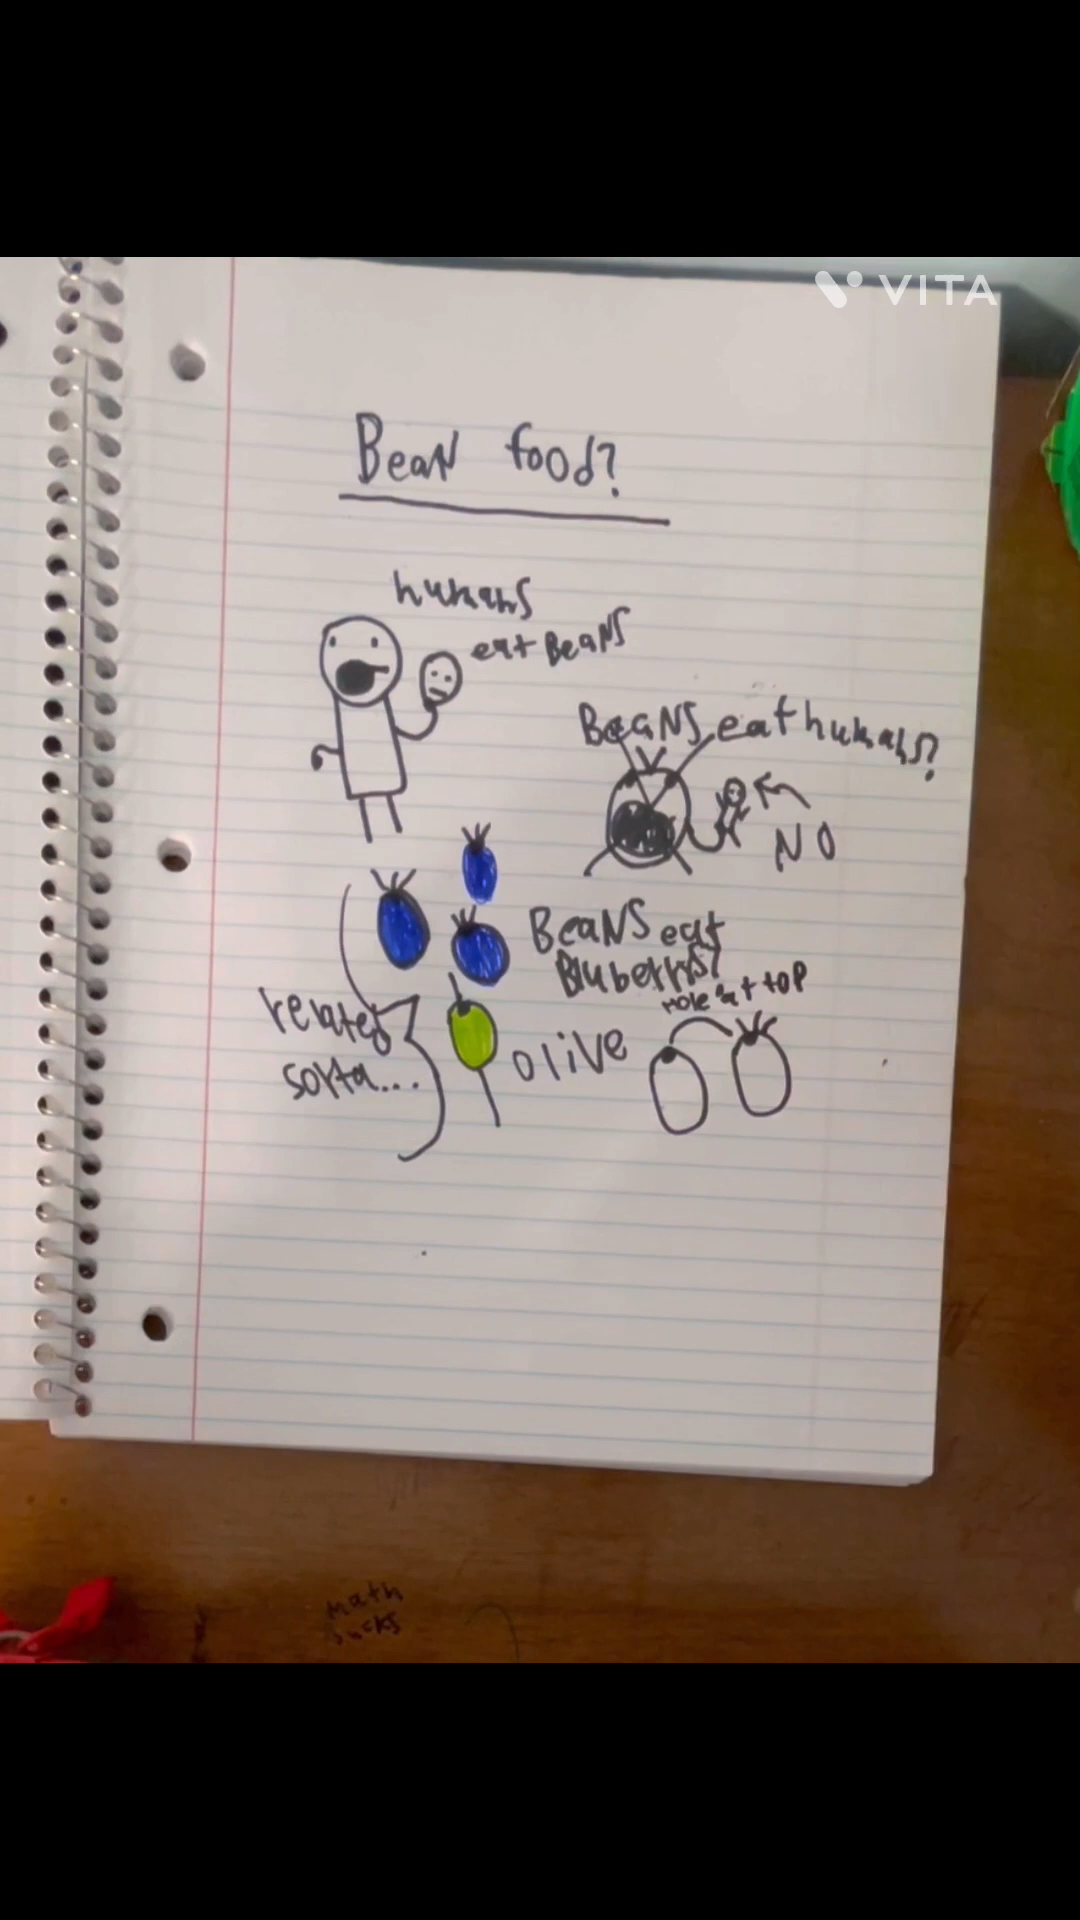 VITA
BeaN food?
humans
eat BeaNS
BeaNS eat humans?
NO
BeaNS eat
Bluberrys?
Hole at top
related
sorta....
olive
math
sucks